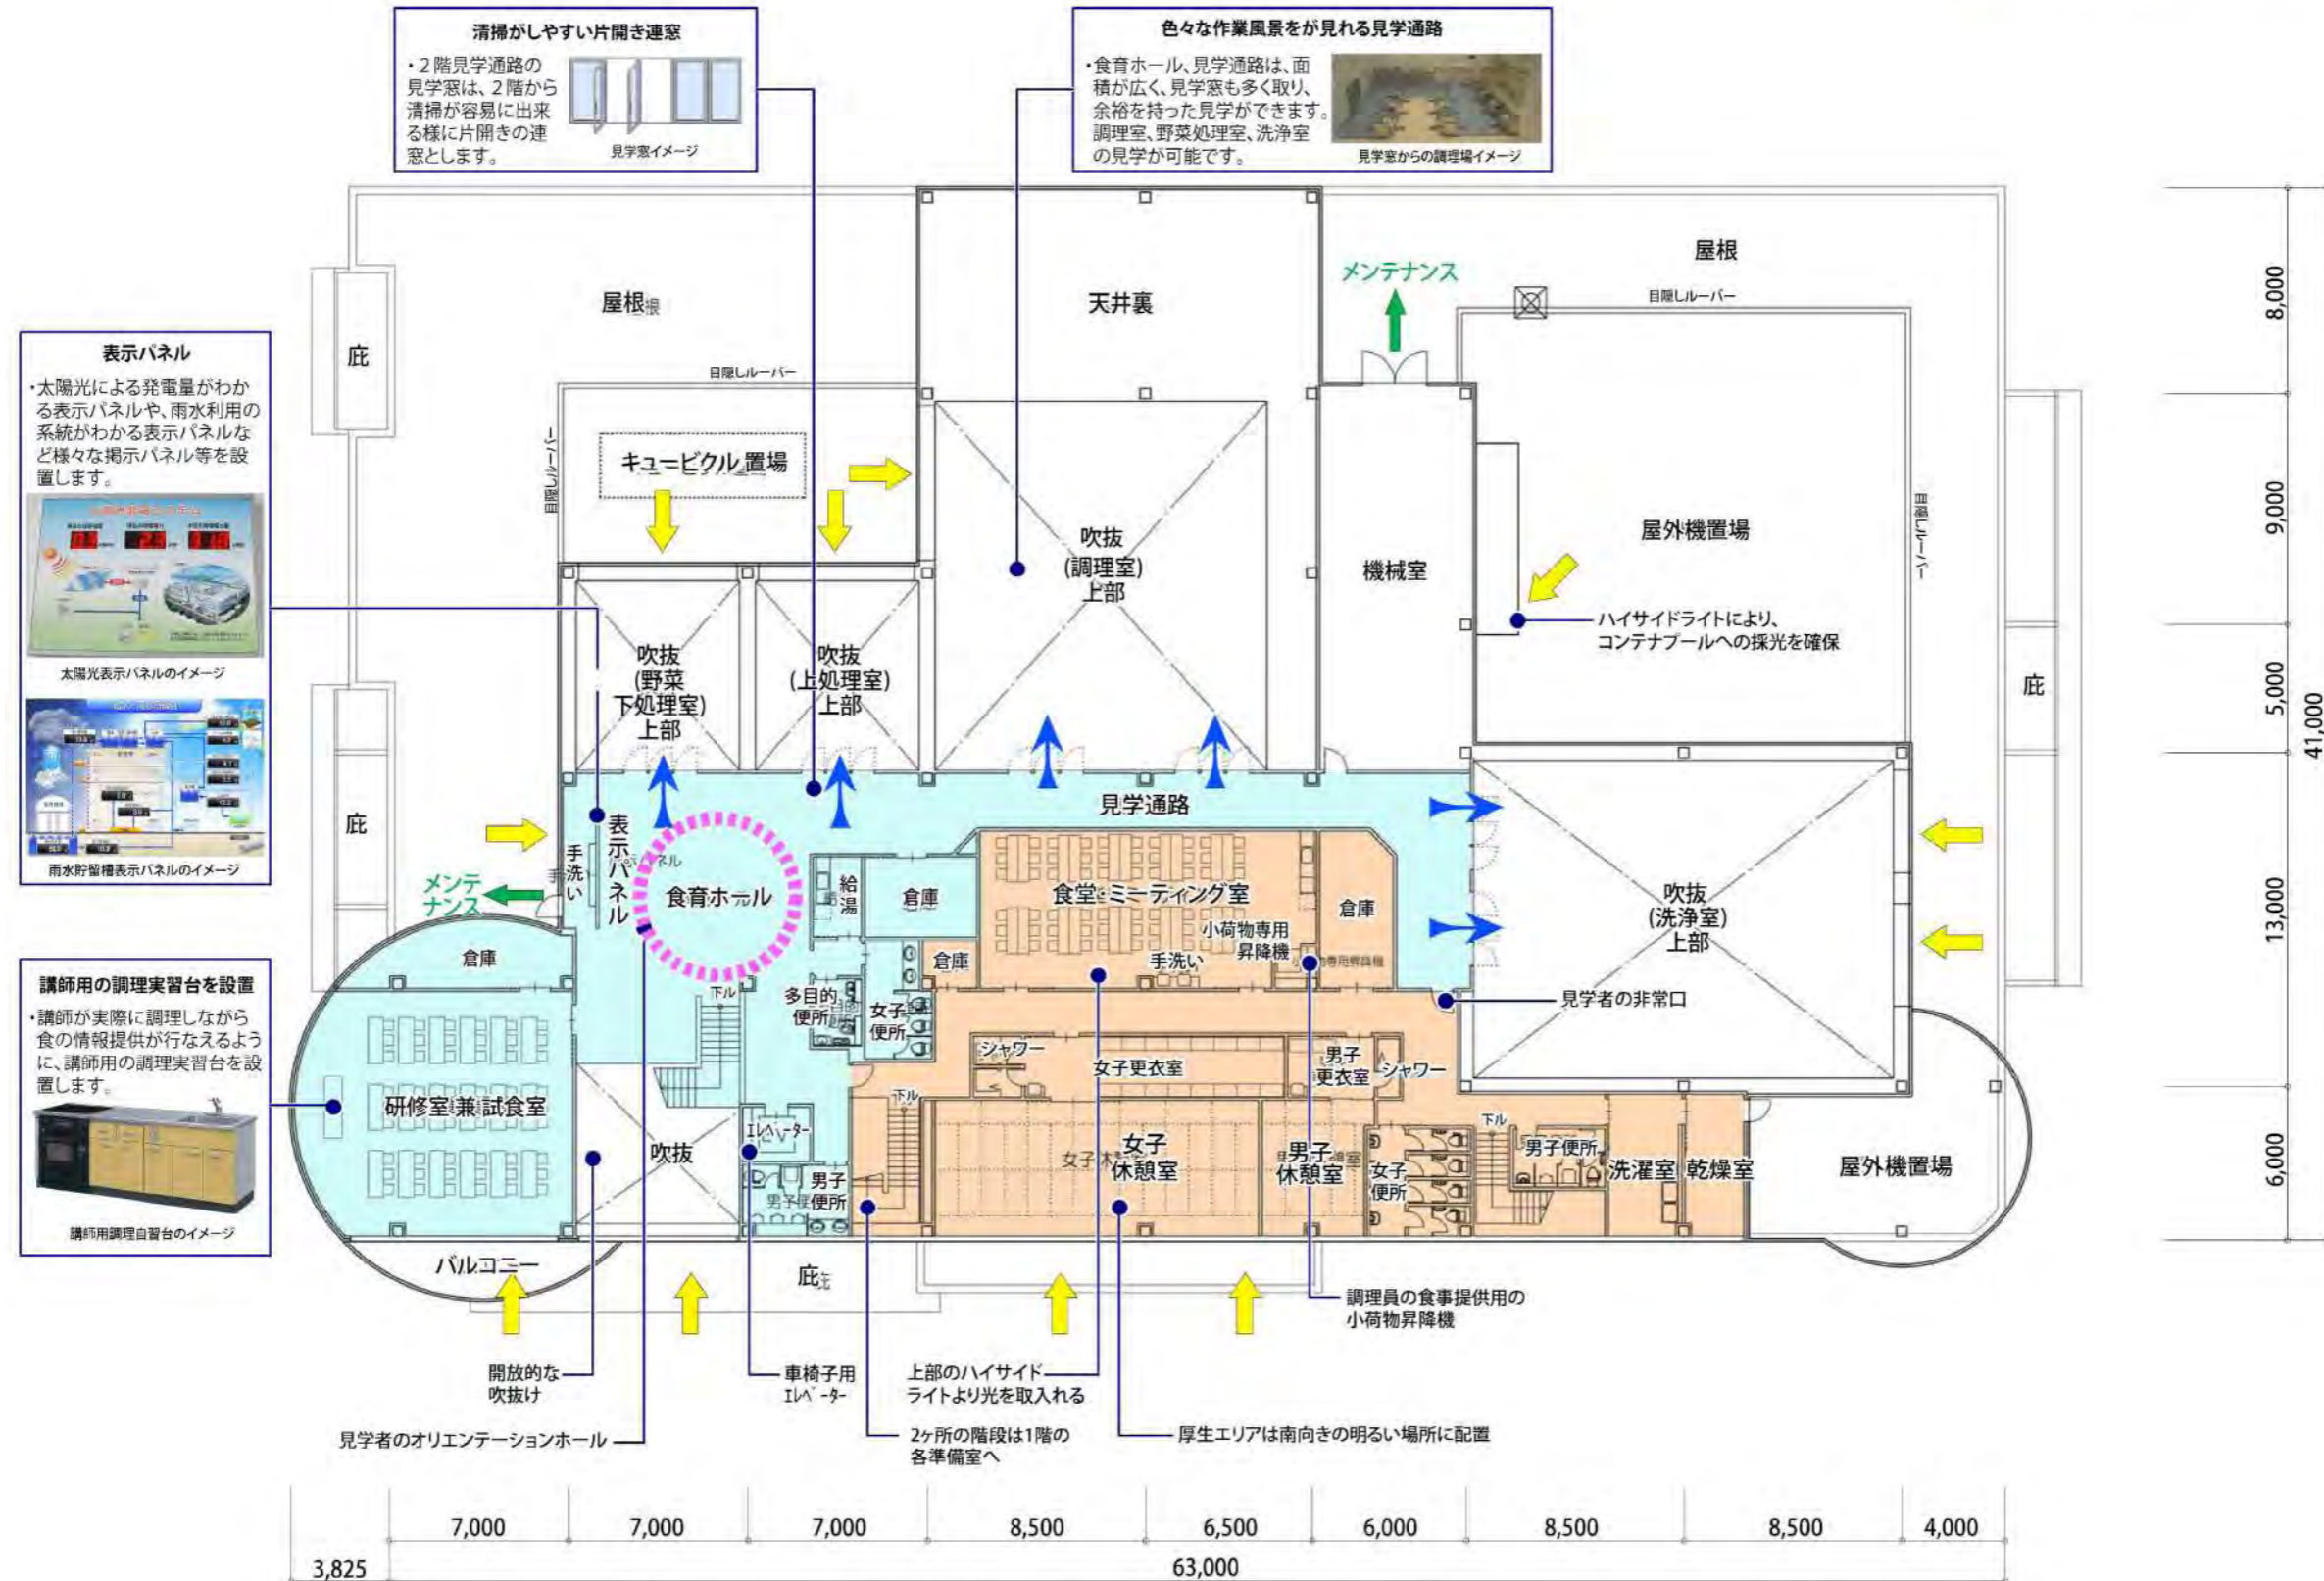 清掃がしやすい片開き連窓
・２階見学通路の
見学窓は、２階から
清掃が容易に出来
る様に片開きの連
窓とします。
見学窓イメージ
色々な作業風景をが見れる見学通路
・食育ホール、見学通路は、面
積が広く、見学窓も多く取り、
余裕を持った見学ができます。
調理室、野菜処理室、洗浄室
の見学が可能です。
見学窓からの調理場イメージ
表示パネル
・太陽光による発電量がわか
る表示パネルや、雨水利用の
系統がわかる表示パネルな
ど様々な掲示パネル等を設
置します。
太陽光表示パネルのイメージ
雨水貯留槽表示パネルのイメージ
講師用の調理実習台を設置
・講師が実際に調理しながら
食の情報提供が行なえるよう
に、講師用の調理実習台を設
置します。
講師用調理自習台のイメージ
屋根
天井裏
メンテナンス
屋根
目隠しルーバー
庇
目隠しルーバー
目隠しルーバー
キュービクル置場
目隠しルーバー
屋外機置場
吹抜
(調理室)
上部
機械室
ハイサイドライトにより、
コンテナプールへの採光を確保
吹抜
(野菜
下処理室)
上部
吹抜
(上処理室)
上部
庇
庇
見学通路
表示パネル
手洗い
食育ホール
給湯
倉庫
食堂・ミーティング室
倉庫
小荷物専用
昇降機
小荷物専用昇降機
手洗い
吹抜
(洗浄室)
上部
メンテ
ナンス
倉庫
倉庫
下ル
多目的
便所
女子
便所
見学者の非常口
シャワー
女子更衣室
男子
更衣室
シャワー
研修室兼試食室
下ル
エレベーター
吹抜
女子
休憩室
男子
休憩室
女子
便所
下ル
男子便所
洗濯室
乾燥室
屋外機置場
男子
便所
バルコニー
庇
調理員の食事提供用の
小荷物昇降機
開放的な
吹抜け
車椅子用
エレベーター
上部のハイサイド
ライトより光を取入れる
見学者のオリエンテーションホール
2ヶ所の階段は1階の
各準備室へ
厚生エリアは南向きの明るい場所に配置
8,000
9,000
5,000
13,000
6,000
41,000
7,000
7,000
7,000
8,500
6,500
6,000
8,500
8,500
4,000
3,825
63,000